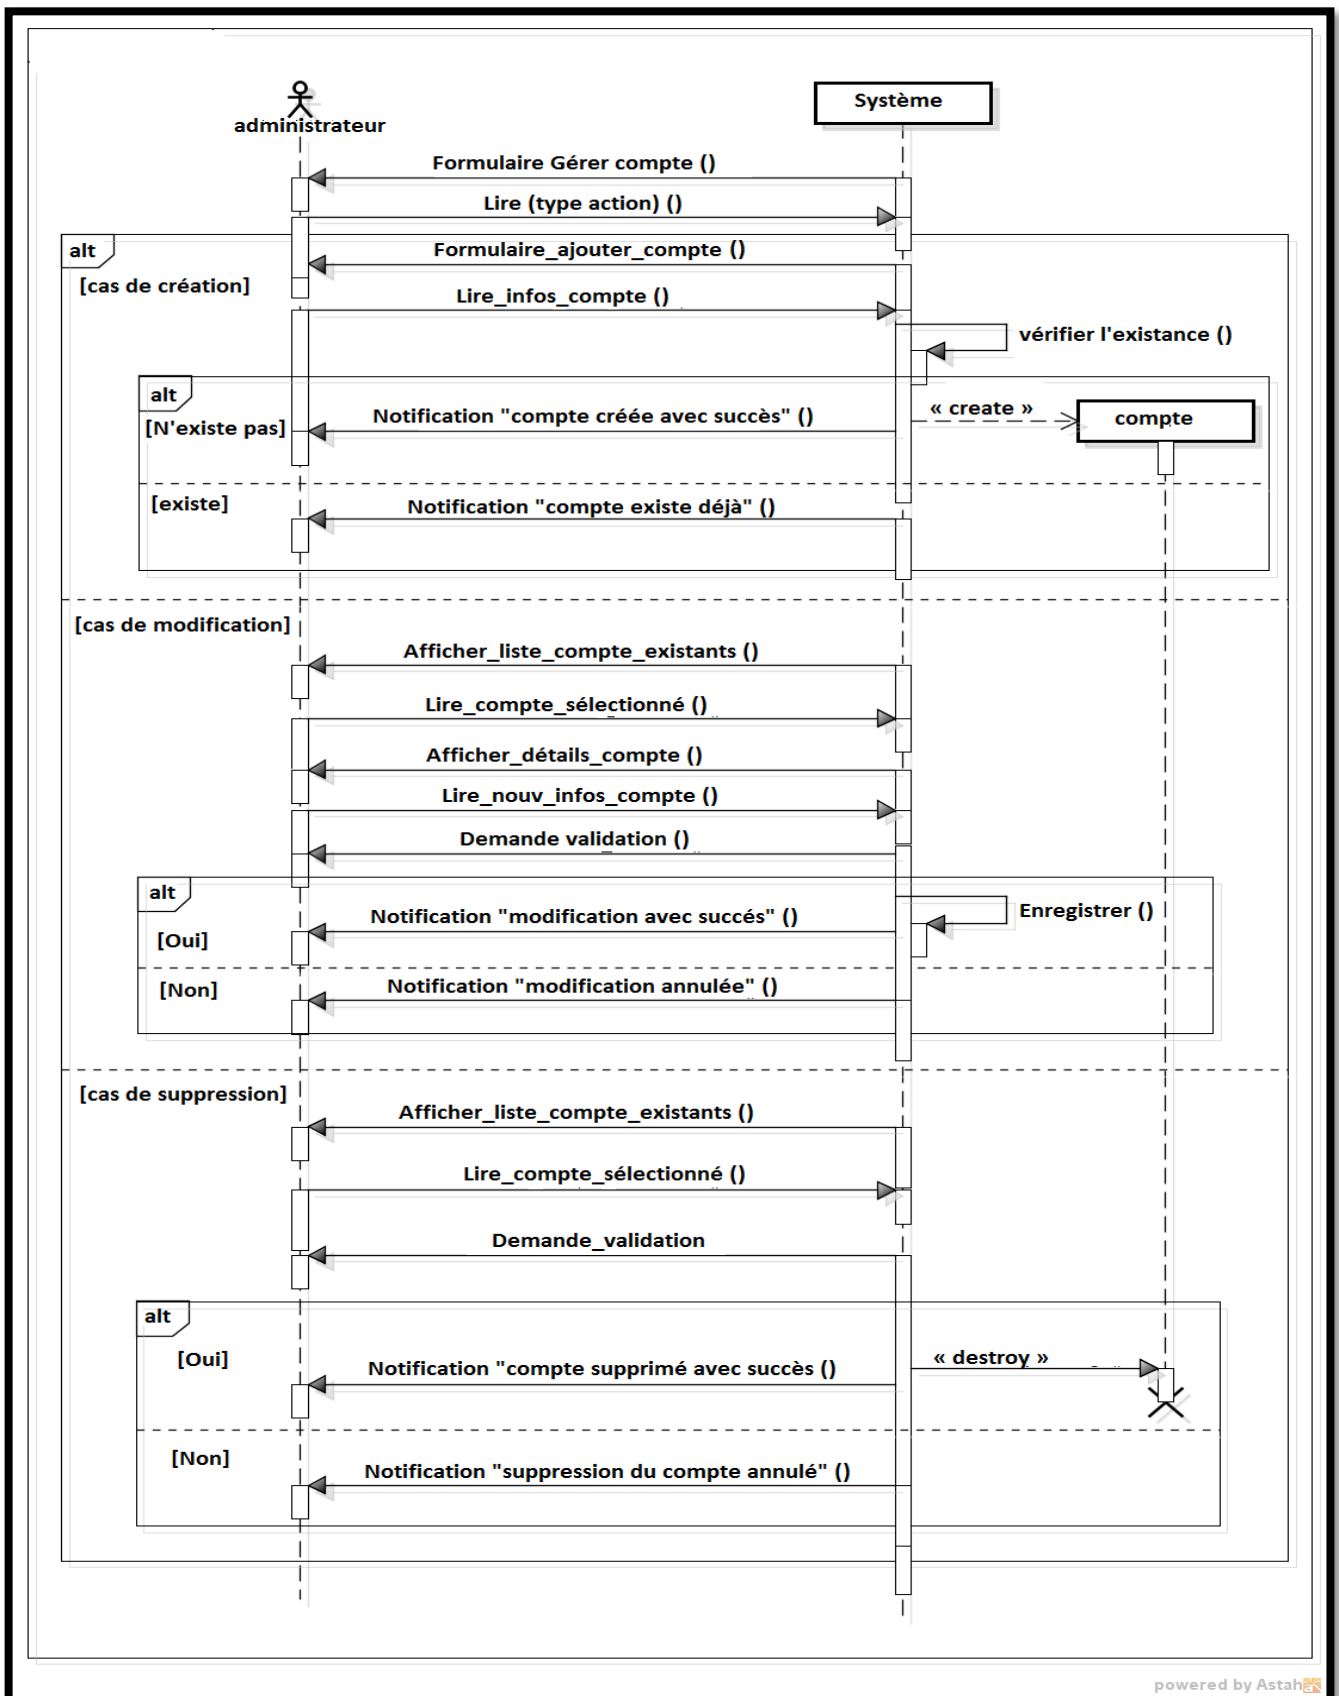 administrateur
Système
Formulaire Gérer compte ()
Lire (type action) ()
alt
Formulaire_ajouter_compte ()
[cas de création]
Lire_infos_compte ()
vérifier l'existance ()
alt
Notification "compte créée avec succès" ()
« create »
compte
[N'existe pas]
[existe]
Notification "compte existe déjà" ()
[cas de modification]
Afficher_liste_compte_existants ()
Lire_compte_sélectionné ()
Afficher_détails_compte ()
Lire_nouv_infos_compte ()
Demande validation ()
alt
Notification "modification avec succés" ()
Enregistrer ()
[Oui]
[Non]
Notification "modification annulée" ()
[cas de suppression]
Afficher_liste_compte_existants ()
Lire_compte_sélectionné ()
Demande_validation
alt
[Oui]
« destroy »
Notification "compte supprimé avec succès ()
[Non]
Notification "suppression du compte annulé" ()
powered by Astah